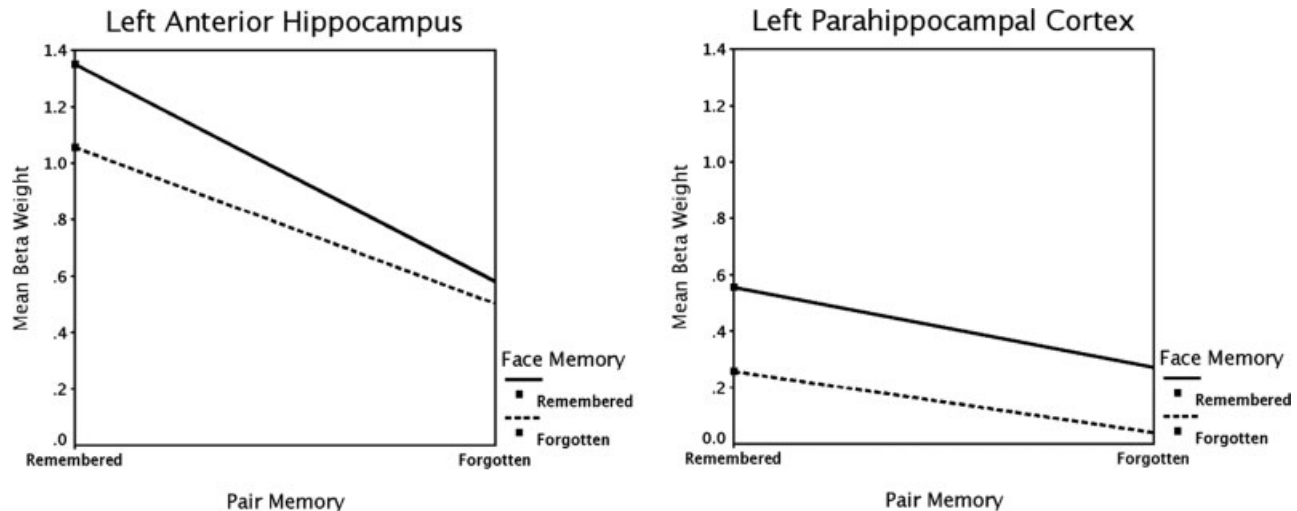 Left Anterior Hippocampus
Mean Beta Weight
1.4
1.2
1.0
.8
.6
.4
.2
.0
Remembered
Forgotten
Pair Memory
Face Memory
Remembered
Forgotten
Left Parahippocampal Cortex
Mean Beta Weight
1.4
1.2
1.0
.8
.6
.4
.2
0.0
Remembered
Forgotten
Pair Memory
Face Memory
Remembered
Forgotten